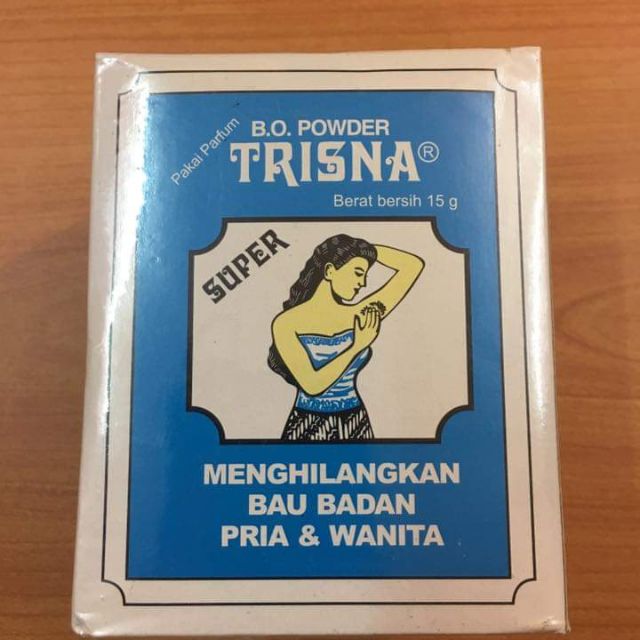 Pakai Parfum
B.O. POWDER
TRISNA®
Berat bersih 15 g
SUPER
MENGHILANGKAN
BAU BADAN
PRIA & WANITA